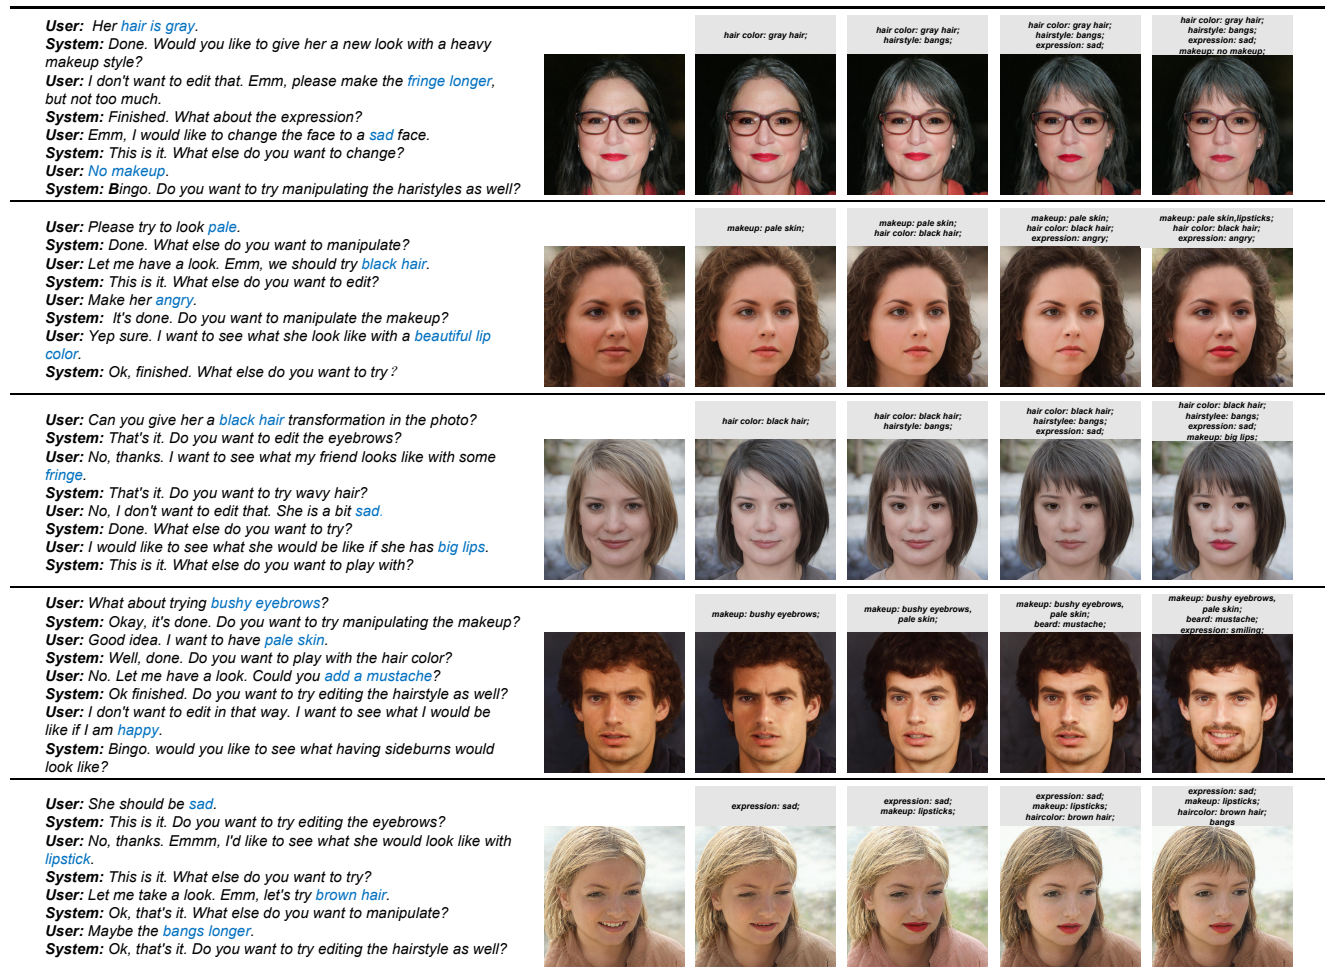 User: Her hair is gray.
System: Done. Would you like to give her a new look with a heavy
makeup style?
User: I don't want to edit that. Emm, please make the fringe longer,
but not too much.
System: Finished. What about the expression?
User: Emm, I would like to change the face to a sad face.
System: This is it. What else do you want to change?
User: No makeup.
System: Bingo. Do you want to try manipulating the haristyles as well?
hair color: gray hair;
hair color: gray hair;
hairstyle: bangs;
hair color: gray hair;
hairstyle: bangs;
expression: sad;
hair color: gray hair;
hairstyle: bangs;
expression: sad;
makeup: no makeup;
User: Please try to look pale.
System: Done. What else do you want to manipulate?
User: Let me have a look. Emm, we should try black hair.
System: This is it. What else do you want to edit?
User: Make her angry.
System: It's done. Do you want to manipulate the makeup?
User: Yep sure. I want to see what she look like with a beautiful lip
color.
System: Ok, finished. What else do you want to try?
makeup: pale skin;
makeup: pale skin;
hair color: black hair;
makeup: pale skin;
hair color: black hair;
expression: angry;
makeup: pale skin,lipsticks;
hair color: black hair;
expression: angry;
User: Can you give her a black hair transformation in the photo?
System: That's it. Do you want to edit the eyebrows?
User: No, thanks. I want to see what my friend looks like with some
fringe.
System: That's it. Do you want to try wavy hair?
User: No, I don't want to edit that. She is a bit sad.
System: Done. What else do you want to try?
User: I would like to see what she would be like if she has big lips.
System: This is it. What else do you want to play with?
hair color: black hair;
hair color: black hair;
hairstyle: bangs;
hair color: black hair;
hairstylee: bangs;
expression: sad;
hair color: black hair;
hairstylee: bangs;
expression: sad;
makeup: big lips;
User: What about trying bushy eyebrows?
System: Okay, it's done. Do you want to try manipulating the makeup?
User: Good idea. I want to have pale skin.
System: Well, done. Do you want to play with the hair color?
User: No. Let me have a look. Could you add a mustache?
System: Ok finished. Do you want to try editing the hairstyle as well?
User: I don't want to edit in that way. I want to see what I would be
like if I am happy.
System: Bingo. would you like to see what having sideburns would
look like?
makeup: bushy eyebrows;
makeup: bushy eyebrows,
pale skin;
makeup: bushy eyebrows,
pale skin;
beard: mustache;
makeup: bushy eyebrows,
pale skin;
beard: mustache;
expression: smiling;
User: She should be sad.
System: This is it. Do you want to try editing the eyebrows?
User: No, thanks. Emmm, I'd like to see what she would look like with
lipstick.
System: This is it. What else do you want to try?
User: Let me take a look. Emm, let's try brown hair.
System: Ok, that's it. What else do you want to manipulate?
User: Maybe the bangs longer.
System: Ok, that's it. Do you want to try editing the hairstyle as well?
expression: sad;
expression: sad;
makeup: lipsticks;
expression: sad;
makeup: lipsticks;
haircolor: brown hair;
expression: sad;
makeup: lipsticks;
haircolor: brown hair;
bangs